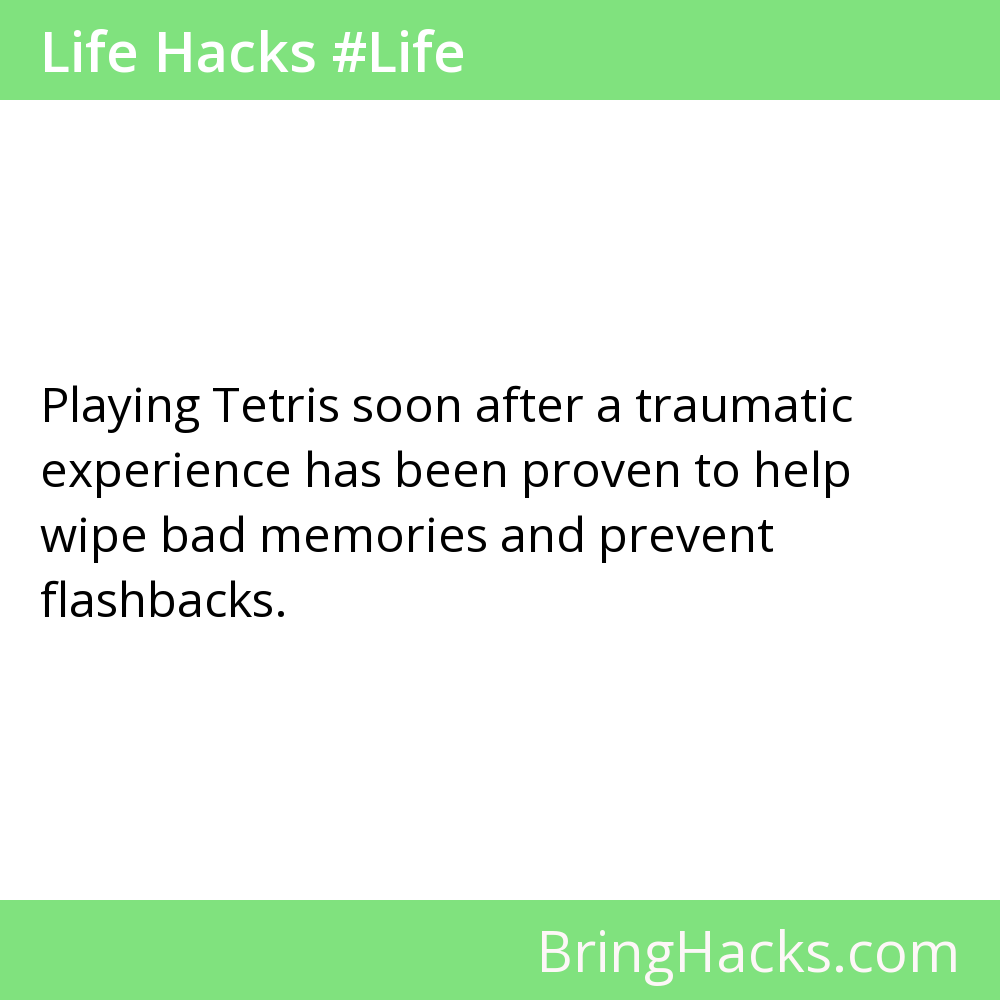 Life Hacks #Life
Playing Tetris soon after a traumatic
experience has been proven to help
wipe bad memories and prevent
flashbacks.
BringHacks.com